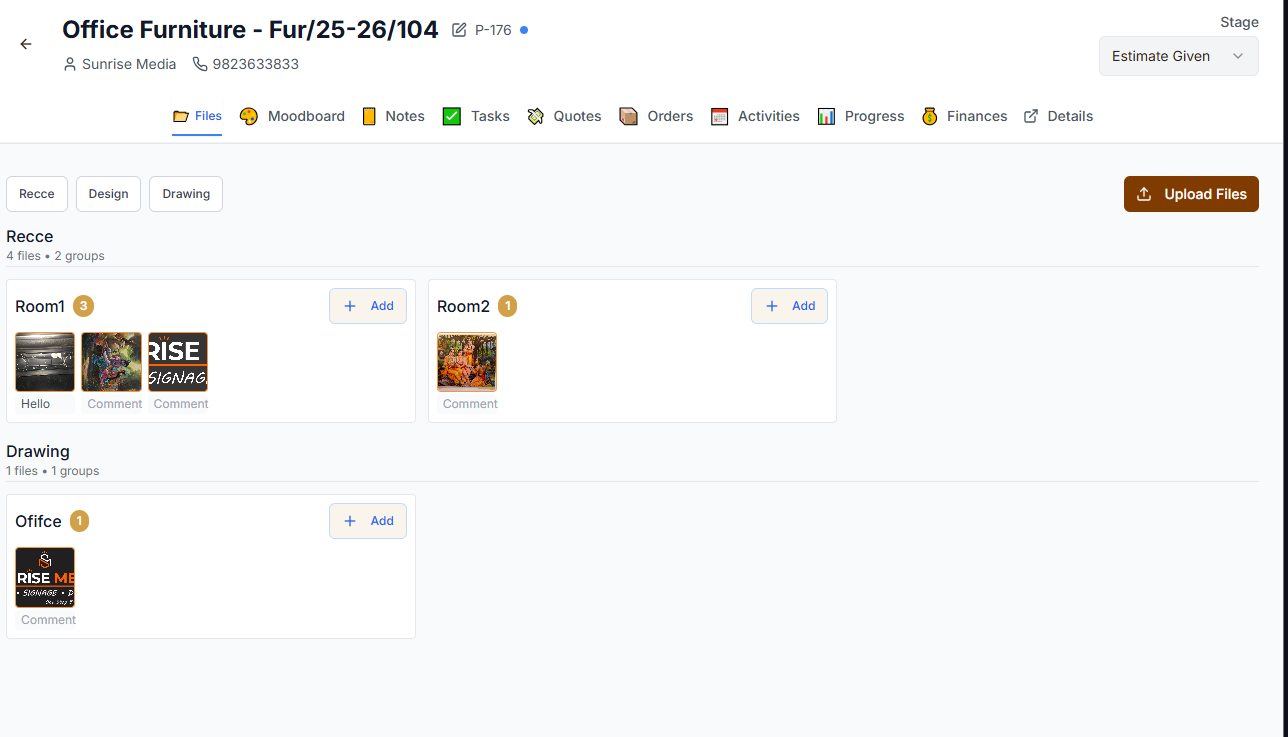 Office Furniture - Fur/25-26/104
P-176
Stage
Sunrise Media
9823633833
Estimate Given
Files
Moodboard
Notes
Tasks
Quotes
Orders
Activities
Progress
Finances
Details
Recce
Design
Drawing
Upload Files
Recce
4 files • 2 groups
Room1
3
+ Add
Room2
1
+ Add
RISE
SIGNAG
Hello
Comment
Comment
Comment
Drawing
1 files • 1 groups
Ofifce
1
+ Add
RISE ME
• SIGNAGE • D
Comment